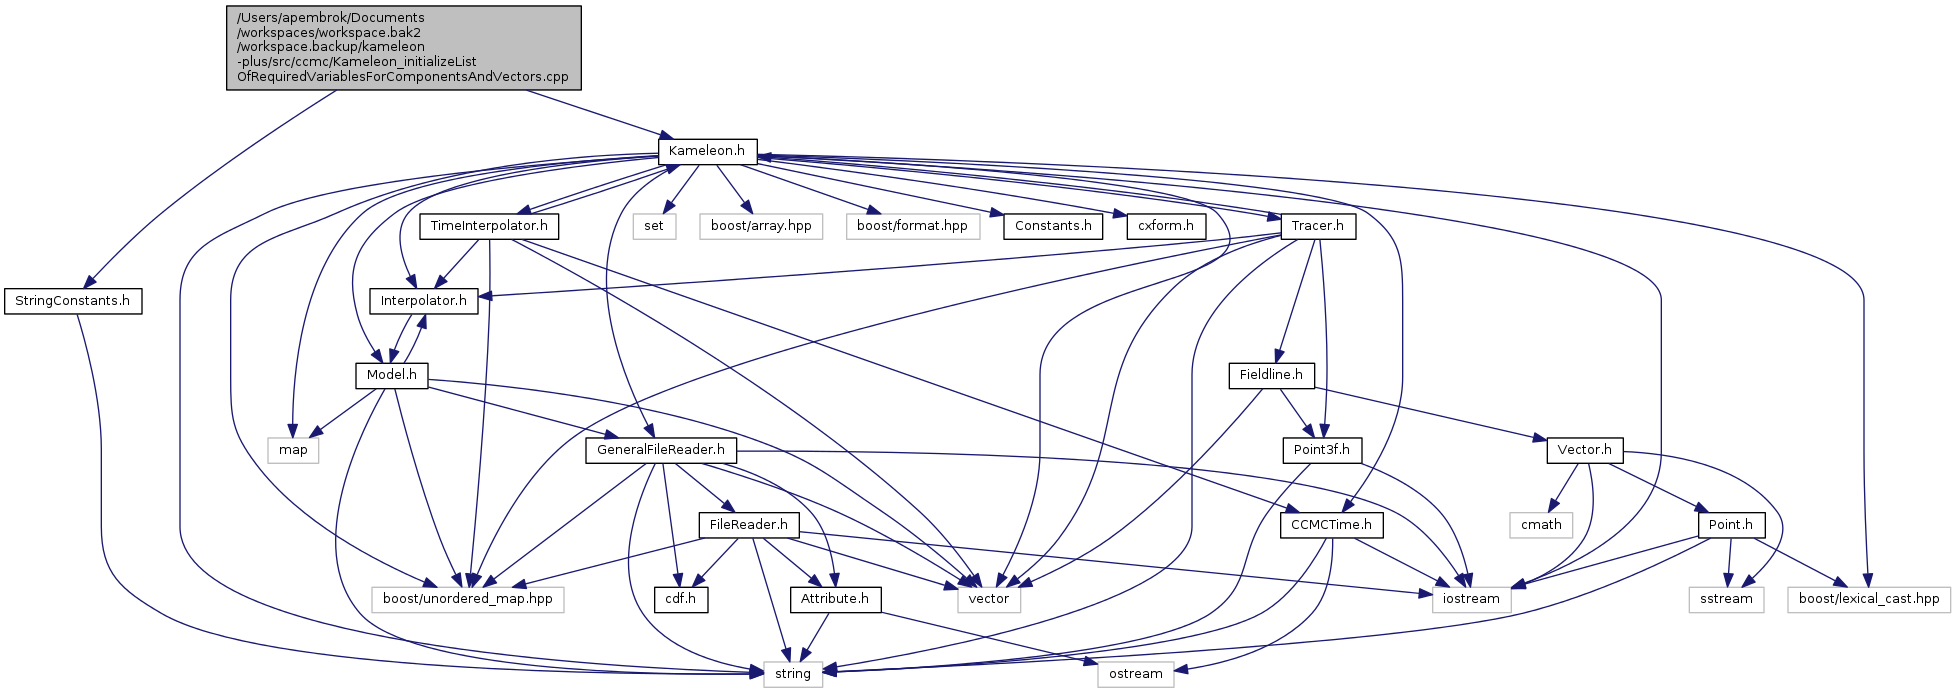 /Users/apembrok/Documents
/workspaces/workspace.bak2
/workspace.backup/kameleon
-plus/src/ccmc/Kameleon_initializeList
OfRequiredVariablesForComponentsAndVectors.cpp
Kameleon.h
TimeInterpolator.h
set
boost/array.hpp
boost/format.hpp
Constants.h
cxform.h
Tracer.h
StringConstants.h
Interpolator.h
Model.h
Fieldline.h
map
GeneralFileReader.h
Point3f.h
Vector.h
FileReader.h
CCMCTime.h
cmath
Point.h
boost/unordered_map.hpp
cdf.h
Attribute.h
vector
iostream
sstream
boost/lexical_cast.hpp
string
ostream